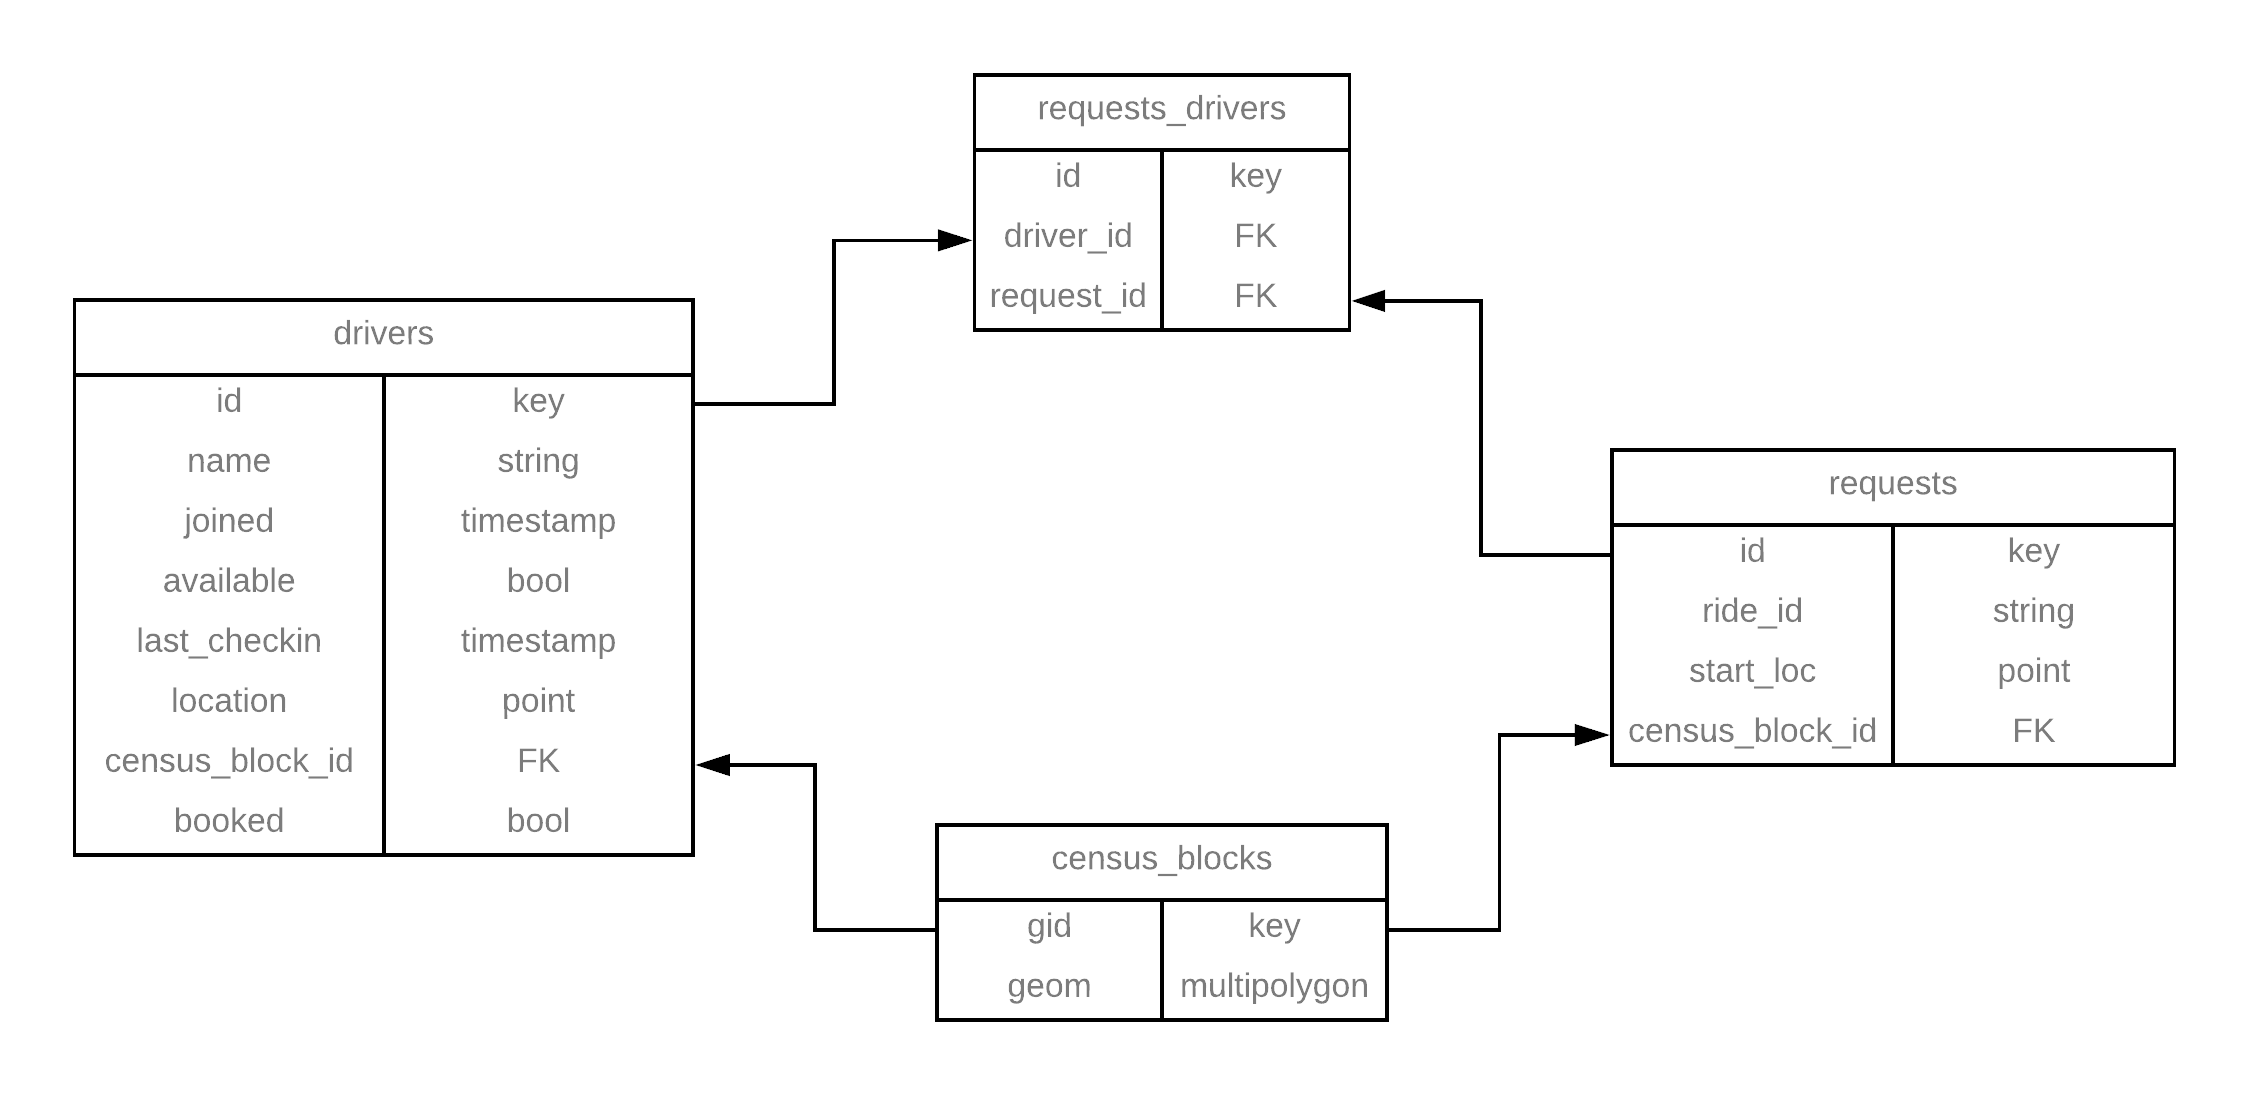 requests_drivers
id key
driver_id FK
request_id FK
drivers
id key
name string
joined timestamp
available bool
last_checkin timestamp
location point
census_block_id FK
booked bool
requests
id key
ride_id string
start_loc point
census_block_id FK
census_blocks
gid key
geom multipolygon